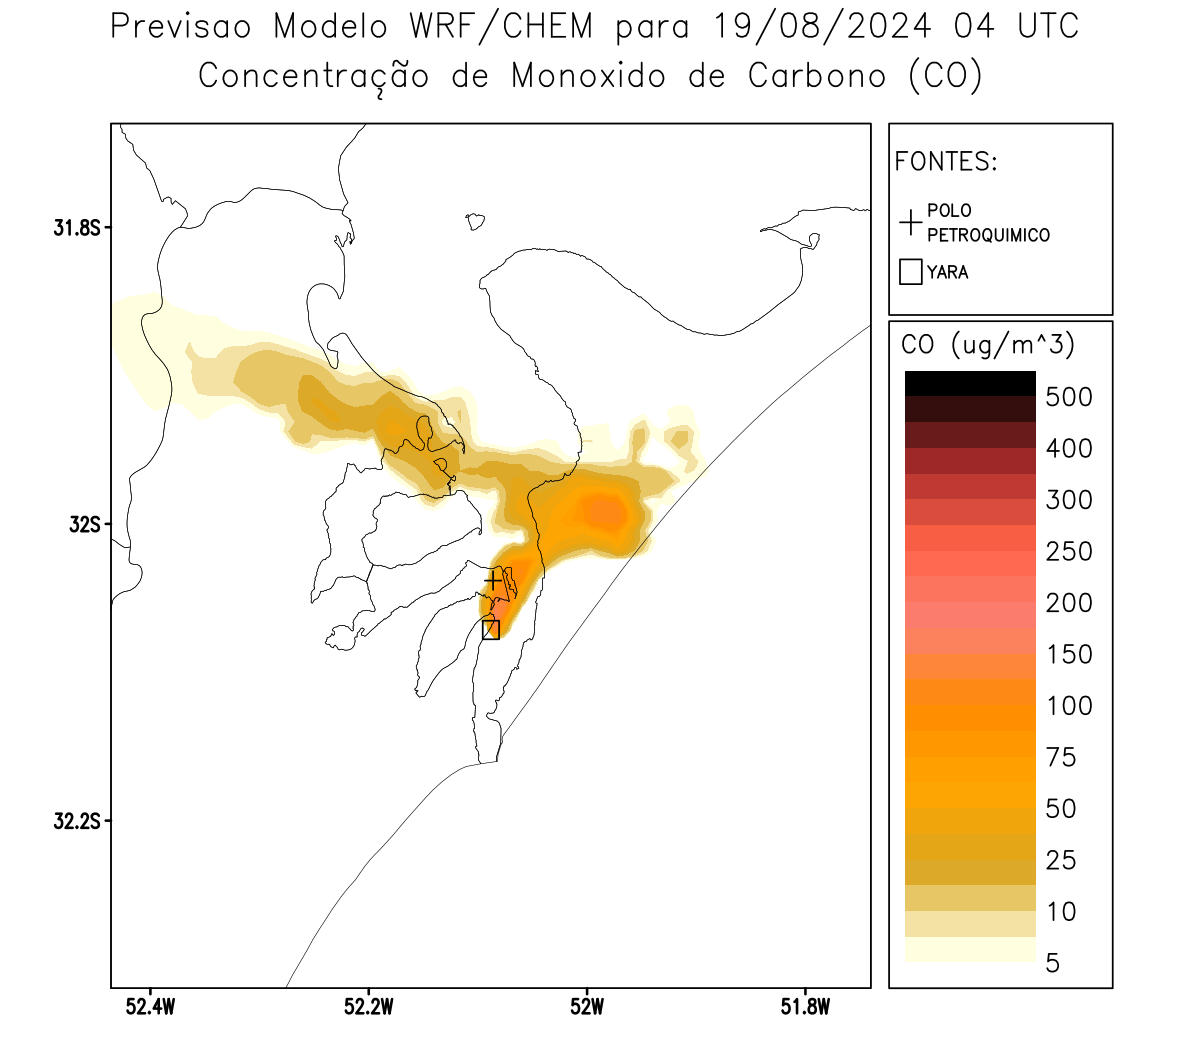 Previsao Modelo WRF/CHEM para 19/08/2024 04 UTC
Concentração de Monoxido de Carbono (CO)
FONTES:
POLO
PETROQUIMICO
YARA
CO (ug/m^3)
500
400
300
250
200
150
100
75
50
25
10
5
31.8S
32S
32.2S
52.4W
52.2W
52W
51.8W